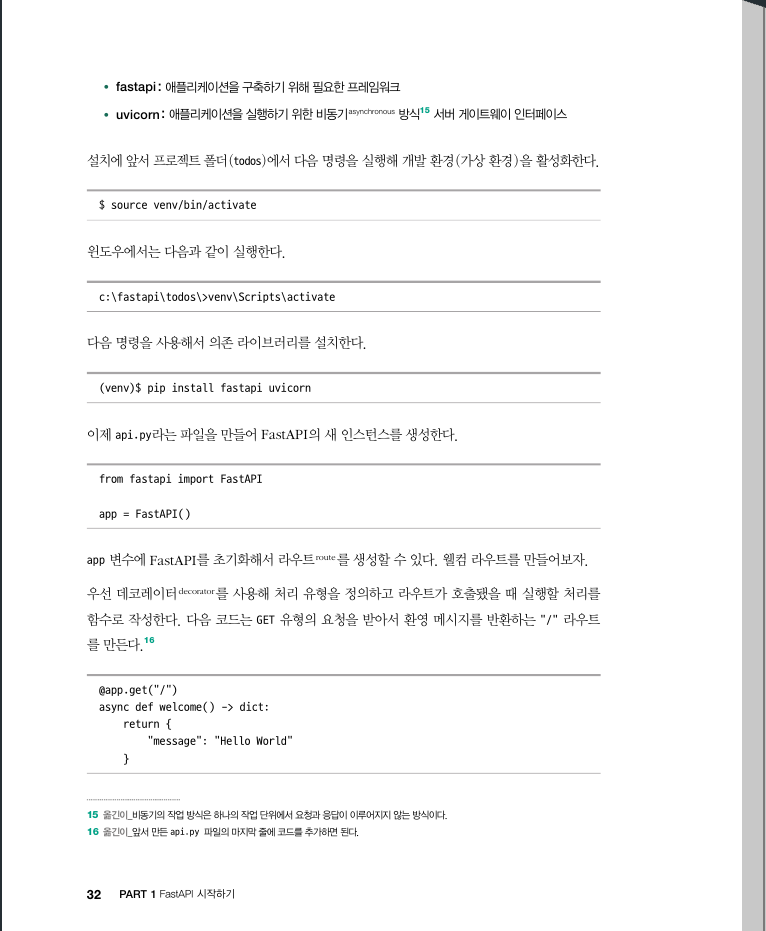 • fastapi: 애플리케이션을 구축하기 위해 필요한 프레임워크
• uvicorn: 애플리케이션을 실행하기 위한 비동기asynchronous 방식15 서버 게이트웨이 인터페이스
설치에 앞서 프로젝트 폴더(todos)에서 다음 명령을 실행해 개발 환경(가상 환경)을 활성화한다.
$ source venv/bin/activate
윈도우에서는 다음과 같이 실행한다.
c:\fastapi\todos\>venv\Scripts\activate
다음 명령을 사용해서 의존 라이브러리를 설치한다.
(venv)$ pip install fastapi uvicorn
이제 api.py라는 파일을 만들어 FastAPI의 새 인스턴스를 생성한다.
from fastapi import FastAPI
app = FastAPI()
app 변수에 FastAPI를 초기화해서 라우트route를 생성할 수 있다. 웰컴 라우트를 만들어보자.
우선 데코레이터decorator를 사용해 처리 유형을 정의하고 라우트가 호출됐을 때 실행할 처리를
함수로 작성한다. 다음 코드는 GET 유형의 요청을 받아서 환영 메시지를 반환하는 "/" 라우트
를 만든다.16
@app.get("/")
async def welcome() -> dict:
    return {
        "message": "Hello World"
    }
15 옮긴이_비동기의 작업 방식은 하나의 작업 단위에서 요청과 응답이 이루어지지 않는 방식이다.
16 옮긴이_앞서 만든 api.py 파일의 마지막 줄에 코드를 추가하면 된다.
32 PART 1 FastAPI 시작하기